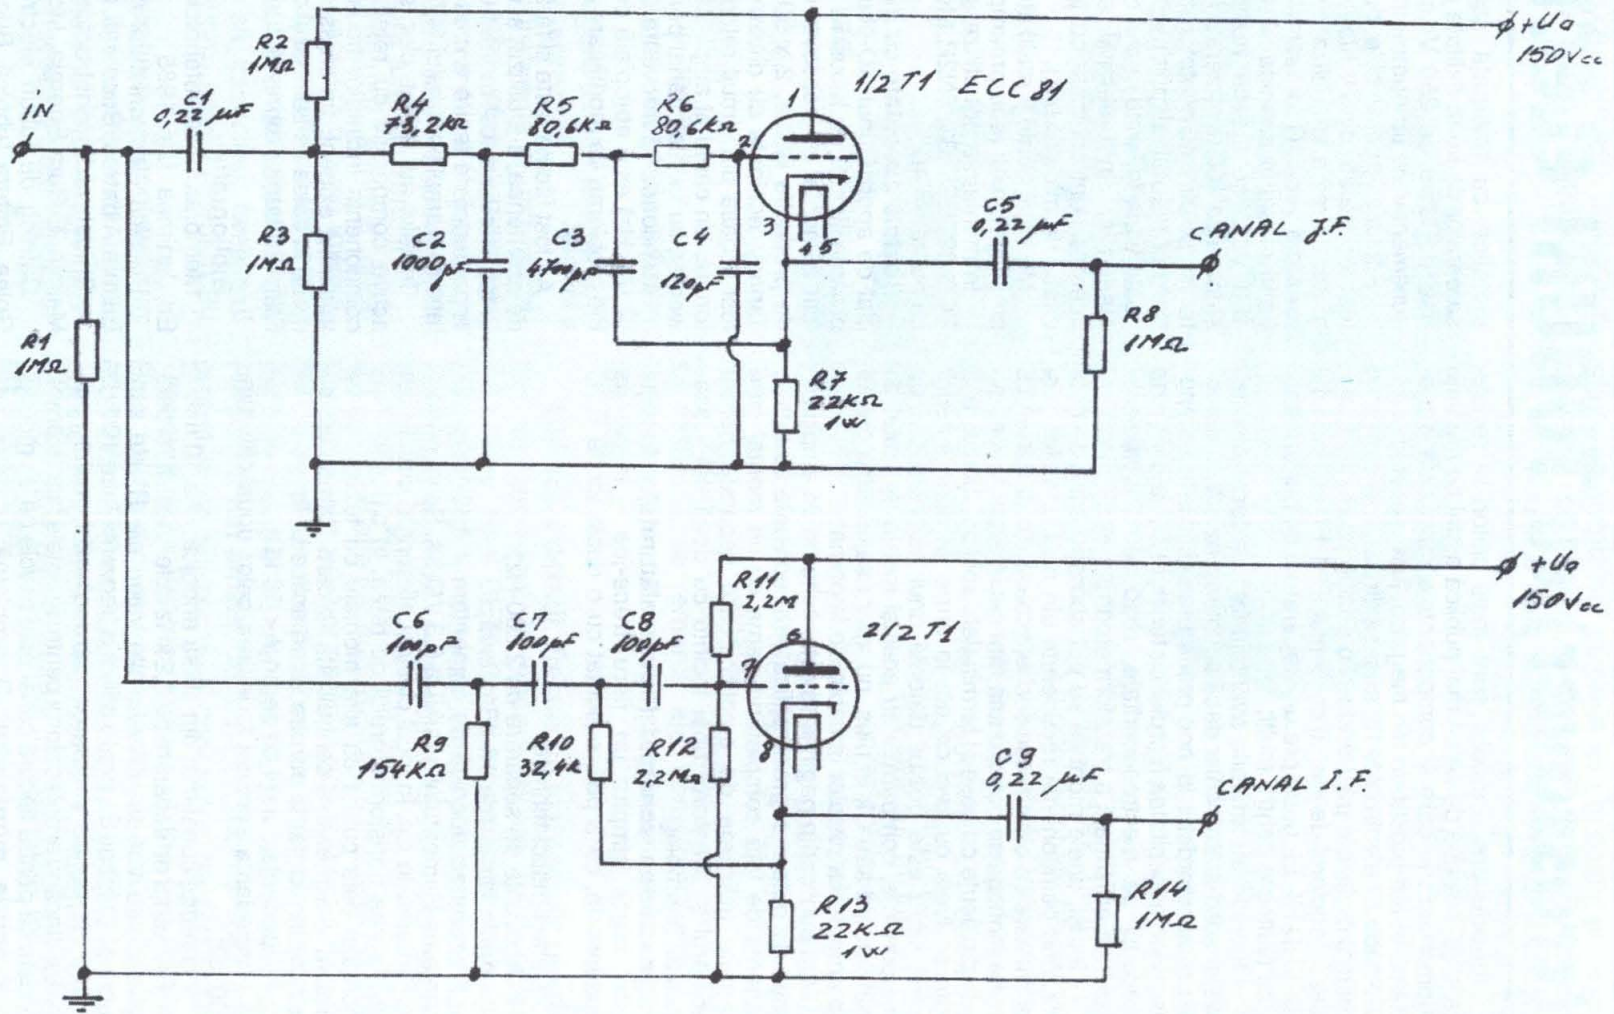 +Ua
150Vcc
R2
1MΩ
1/2 T1 ECC81
iN
C1
0,22 µF
R4
73,2kΩ
R5
80,6KΩ
R6
80,6KΩ
1
2
3
4 5
R3
1MΩ
C2
1000pF
C3
4700pF
C4
120pF
C5
0,22 µF
CANAL J.F.
R1
1MΩ
R7
22KΩ
1w
R8
1MΩ
+Ua
150Vcc
R11
2,2M
2/2 T1
C6
100pF
C7
100pF
C8
100pF
6
7
8
R9
154KΩ
R10
32,4k
R12
2,2MΩ
C9
0,22 µF
CANAL I.F.
R13
22KΩ
1w
R14
1MΩ